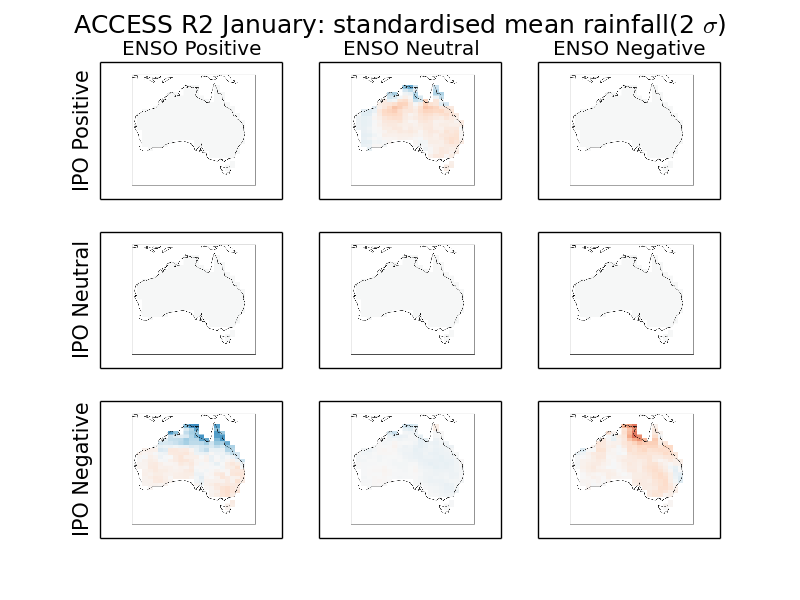 ACCESS R2 January: standardised mean rainfall(2 σ)
ENSO Positive ENSO Neutral ENSO Negative
IPO Positive
IPO Neutral
IPO Negative